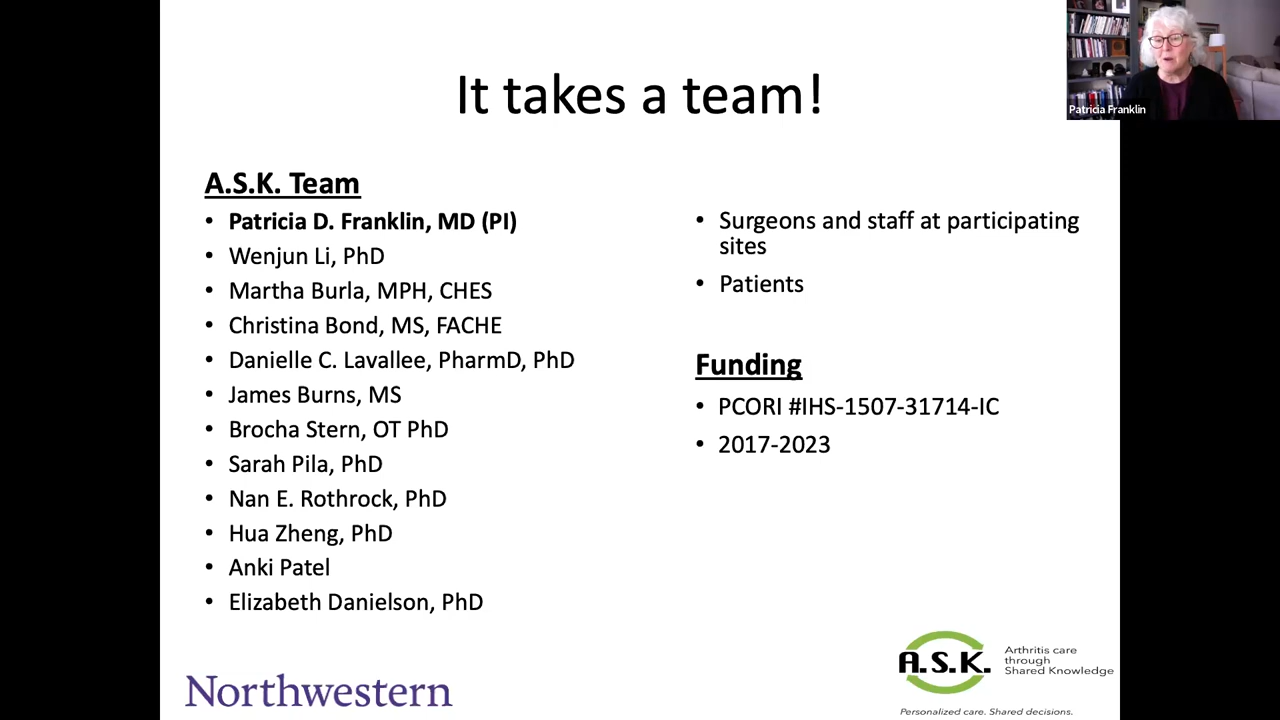 It takes a team!
Patricia Franklin
A.S.K. Team
• Patricia D. Franklin, MD (PI)
• Wenjun Li, PhD
• Martha Burla, MPH, CHES
• Christina Bond, MS, FACHE
• Danielle C. Lavallee, PharmD, PhD
• James Burns, MS
• Brocha Stern, OT PhD
• Sarah Pila, PhD
• Nan E. Rothrock, PhD
• Hua Zheng, PhD
• Anki Patel
• Elizabeth Danielson, PhD
• Surgeons and staff at participating
sites
• Patients
Funding
• PCORI #IHS-1507-31714-IC
• 2017-2023
Northwestern
A.S.K.
Arthritis care
through
Shared Knowledge
Personalized care. Shared decisions.